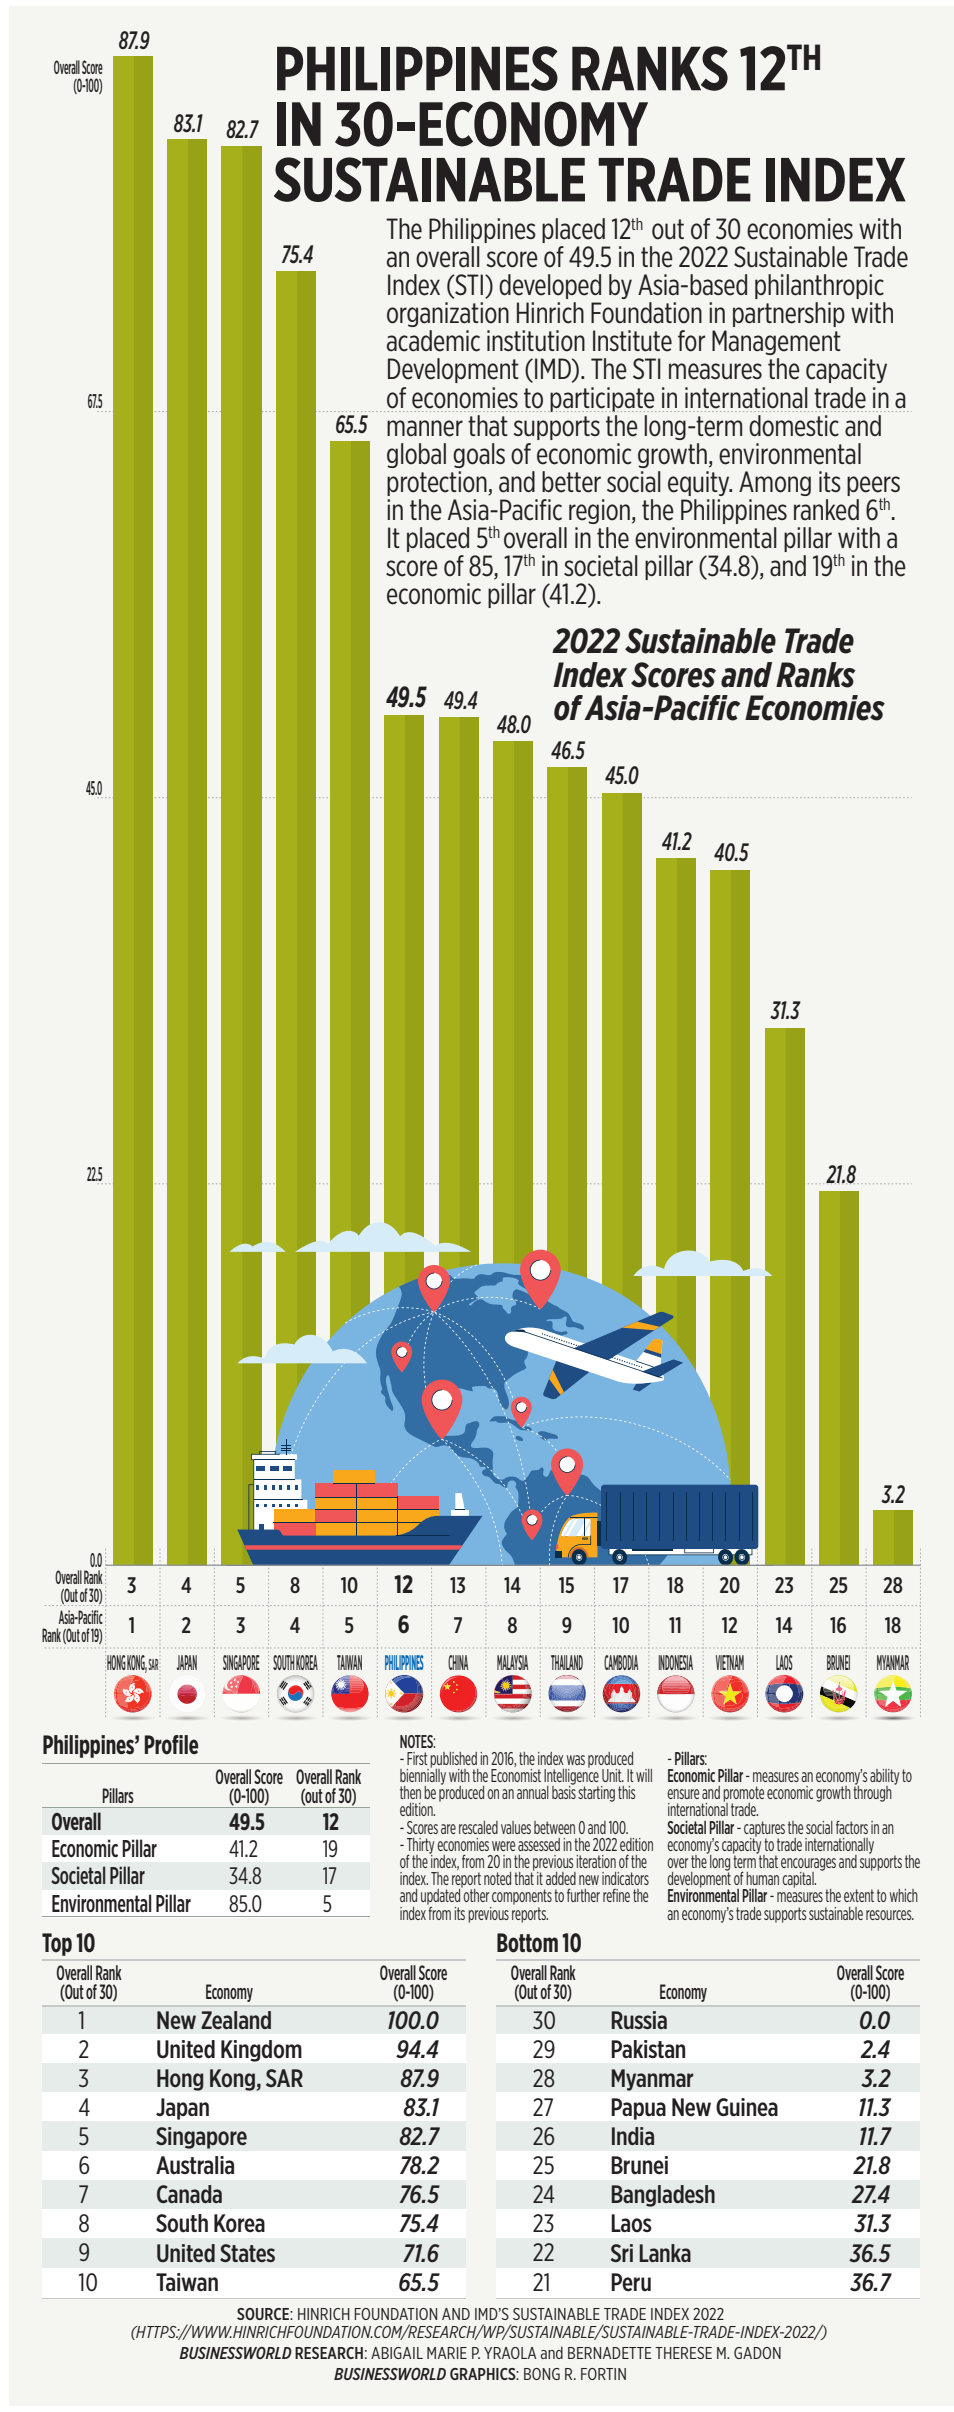 PHILIPPINES RANKS 12TH
IN 30-ECONOMY
SUSTAINABLE TRADE INDEX
The Philippines placed 12th out of 30 economies with
an overall score of 49.5 in the 2022 Sustainable Trade
Index (STI) developed by Asia-based philanthropic
organization Hinrich Foundation in partnership with
academic institution Institute for Management
Development (IMD). The STI measures the capacity
of economies to participate in international trade in a
manner that supports the long-term domestic and
global goals of economic growth, environmental
protection, and better social equity. Among its peers
in the Asia-Pacific region, the Philippines ranked 6th.
It placed 5th overall in the environmental pillar with a
score of 85, 17th in societal pillar (34.8), and 19th in the
economic pillar (41.2).
2022 Sustainable Trade
Index Scores and Ranks
of Asia-Pacific Economies
Overall Score
(0-100)
67.5
45.0
22.5
0.0
87.9 83.1 82.7 75.4 65.5 49.5 49.4 48.0 46.5 45.0 41.2 40.5 31.3 21.8 3.2
Overall Rank
(Out of 30)
3 4 5 8 10 12 13 14 15 17 18 20 23 25 28
Asia-Pacific
Rank (Out of 19)
1 2 3 4 5 6 7 8 9 10 11 12 14 16 18
HONG KONG, SAR JAPAN SINGAPORE SOUTH KOREA TAIWAN PHILIPPINES CHINA MALAYSIA THAILAND CAMBODIA INDONESIA VIETNAM LAOS BRUNEI MYANMAR
Philippines' Profile
Pillars Overall Score (0-100) Overall Rank (out of 30)
Overall 49.5 12
Economic Pillar 41.2 19
Societal Pillar 34.8 17
Environmental Pillar 85.0 5
NOTES:
- First published in 2016, the index was produced
biennially with the Economist Intelligence Unit. It will
then be produced on an annual basis starting this
edition.
- Scores are rescaled values between 0 and 100.
- Thirty economies were assessed in the 2022 edition
of the index, from 20 in the previous iteration of the
index. The report noted that it added new indicators
and updated other components to further refine the
index from its previous reports.
- Pillars:
Economic Pillar - measures an economy's ability to
ensure and promote economic growth through
international trade.
Societal Pillar - captures the social factors in an
economy's capacity to trade internationally
over the long term that encourages and supports the
development of human capital.
Environmental Pillar - measures the extent to which
an economy's trade supports sustainable resources.
Top 10
Overall Rank (Out of 30) Economy Overall Score (0-100)
1 New Zealand 100.0
2 United Kingdom 94.4
3 Hong Kong, SAR 87.9
4 Japan 83.1
5 Singapore 82.7
6 Australia 78.2
7 Canada 76.5
8 South Korea 75.4
9 United States 71.6
10 Taiwan 65.5
Bottom 10
Overall Rank (Out of 30) Economy Overall Score (0-100)
30 Russia 0.0
29 Pakistan 2.4
28 Myanmar 3.2
27 Papua New Guinea 11.3
26 India 11.7
25 Brunei 21.8
24 Bangladesh 27.4
23 Laos 31.3
22 Sri Lanka 36.5
21 Peru 36.7
SOURCE: HINRICH FOUNDATION AND IMD'S SUSTAINABLE TRADE INDEX 2022
(HTTPS://WWW.HINRICHFOUNDATION.COM/RESEARCH/WP/SUSTAINABLE/SUSTAINABLE-TRADE-INDEX-2022/)
BUSINESSWORLD RESEARCH: ABIGAIL MARIE P. YRAOLA and BERNADETTE THERESE M. GADON
BUSINESSWORLD GRAPHICS: BONG R. FORTIN